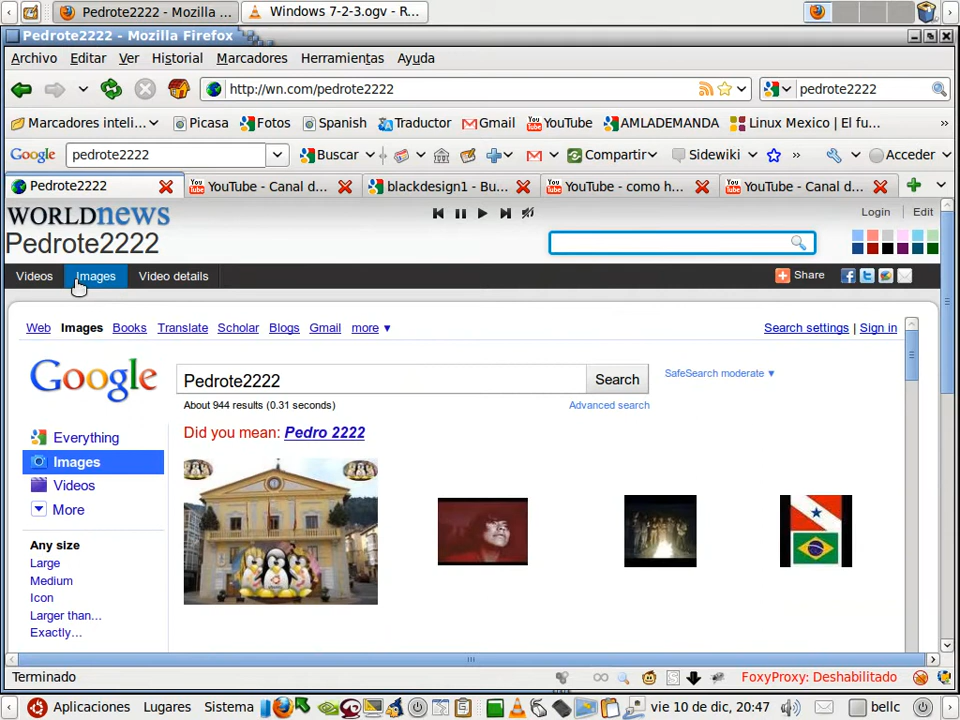 Pedrote2222 - Mozilla ...
Windows 7-2-3.ogv - R...
Pedrote2222 - Mozilla Firefox
Archivo Editar Ver Historial Marcadores Herramientas Ayuda
http://wn.com/pedrote2222
pedrote2222
Marcadores inteli... Picasa Fotos Spanish Traductor Gmail YouTube AMLADEMANDA Linux Mexico | El fu... »
Google pedrote2222 Buscar Compartir Sidewiki » Acceder
Pedrote2222
YouTube - Canal d...
blackdesign1 - Bu...
YouTube - como h...
YouTube - Canal d...
WORLDnews
Login Edit
Pedrote2222
Videos Images Video details
Share
Web Images Books Translate Scholar Blogs Gmail more ▼
Search settings | Sign in
Google
Pedrote2222
Search
SafeSearch moderate ▼
About 944 results (0.31 seconds)
Advanced search
Did you mean: Pedro 2222
Everything
Images
Videos
More
Any size
Large
Medium
Icon
Larger than...
Exactly...
Terminado
FoxyProxy: Deshabilitado
Aplicaciones Lugares Sistema
vie 10 de dic, 20:47
bellc